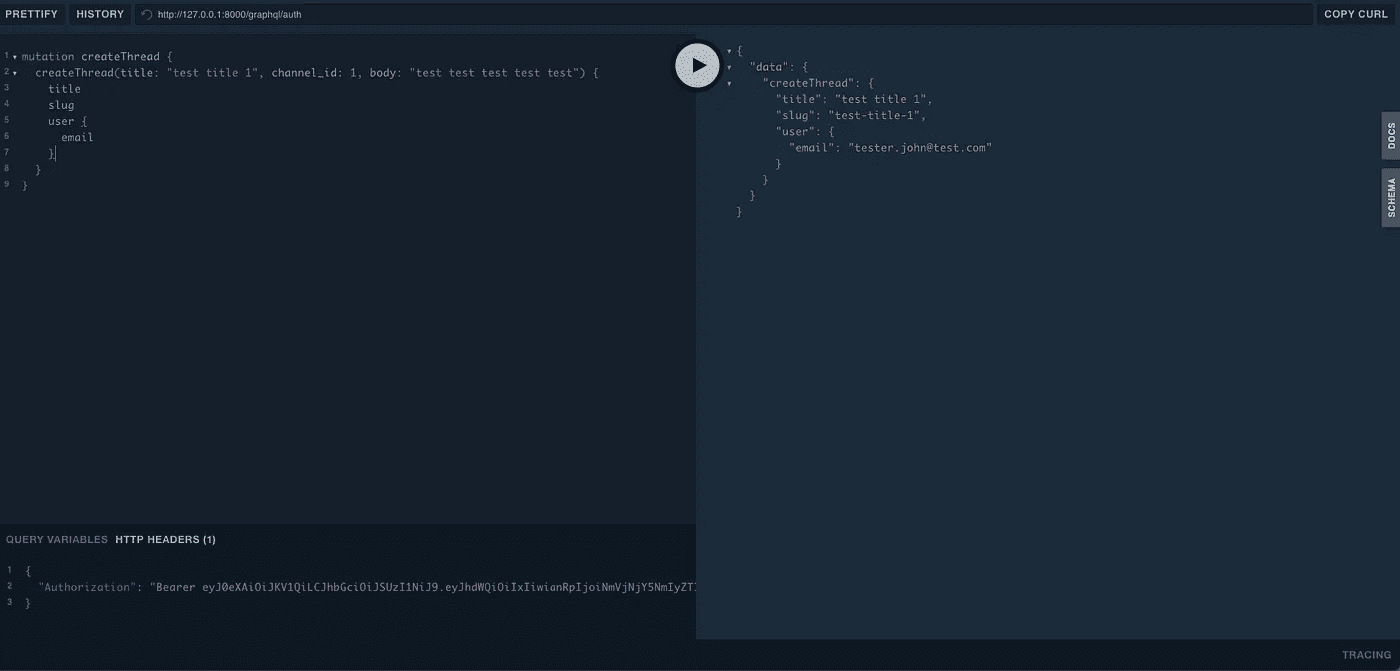 PRETTIFY HISTORY http://127.0.0.1:8000/graphql/auth COPY CURL
1 mutation createThread {
2 createThread(title: "test title 1", channel_id: 1, body: "test test test test test") {
3 title
4 slug
5 user {
6 email
7 }
8 }
9 }
{
"data": {
"createThread": {
"title": "test title 1",
"slug": "test-title-1",
"user": {
"email": "tester.john@test.com"
}
}
}
}
DOCS
SCHEMA
QUERY VARIABLES HTTP HEADERS (1)
1 {
2 "Authorization": "Bearer eyJ0eXAiOiJKV1QiLCJhbGciOiJSUzI1NiJ9.eyJhdWQiOiIxIiwianRpIjoiNmVjNjY5NmIyZTI
3 }
TRACING